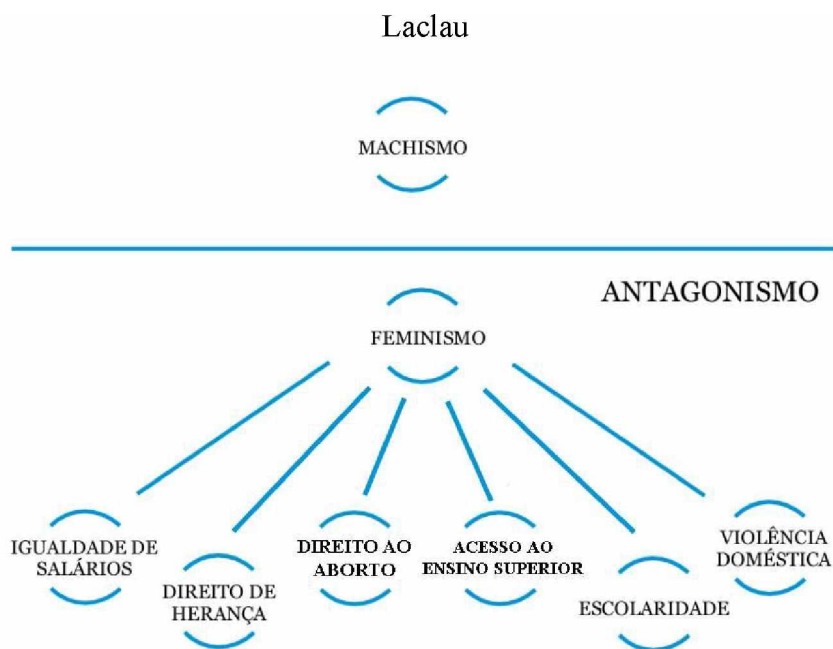 Laclau
MACHISMO
ANTAGONISMO
FEMINISMO
IGUALDADE DE
SALÁRIOS
DIREITO DE
HERANÇA
DIREITO AO
ABORTO
ACESSO AO
ENSINO SUPERIOR
ESCOLARIDADE
VIOLÊNCIA
DOMÉSTICA